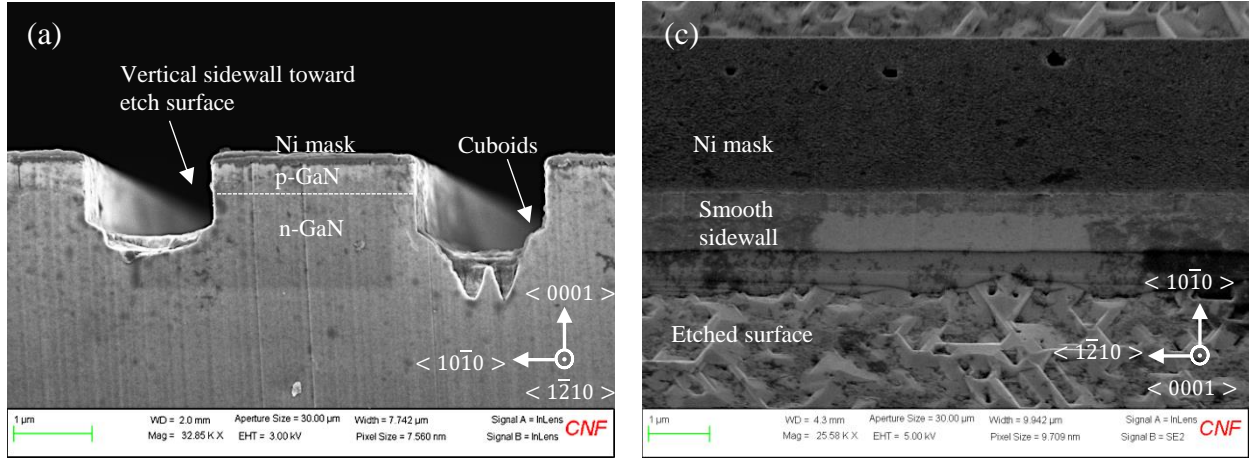 (a)
Vertical sidewall toward
etch surface
Ni mask
p-GaN
Cuboids
n-GaN
< 0001 >
< 101̅0 >
< 12̅10 >
1 µm
WD = 2.0 mm
Mag = 32.85 K X
Aperture Size = 30.00 µm
EHT = 3.00 kV
Width = 7.742 µm
Pixel Size = 7.560 nm
Signal A = InLens
Signal B = InLens
CNF
(c)
Ni mask
Smooth
sidewall
< 101̅0 >
Etched surface
< 12̅10 >
< 0001 >
1 µm
WD = 4.3 mm
Mag = 25.58 K X
Aperture Size = 30.00 µm
EHT = 5.00 kV
Width = 9.942 µm
Pixel Size = 9.709 nm
Signal A = InLens
Signal B = SE2
CNF